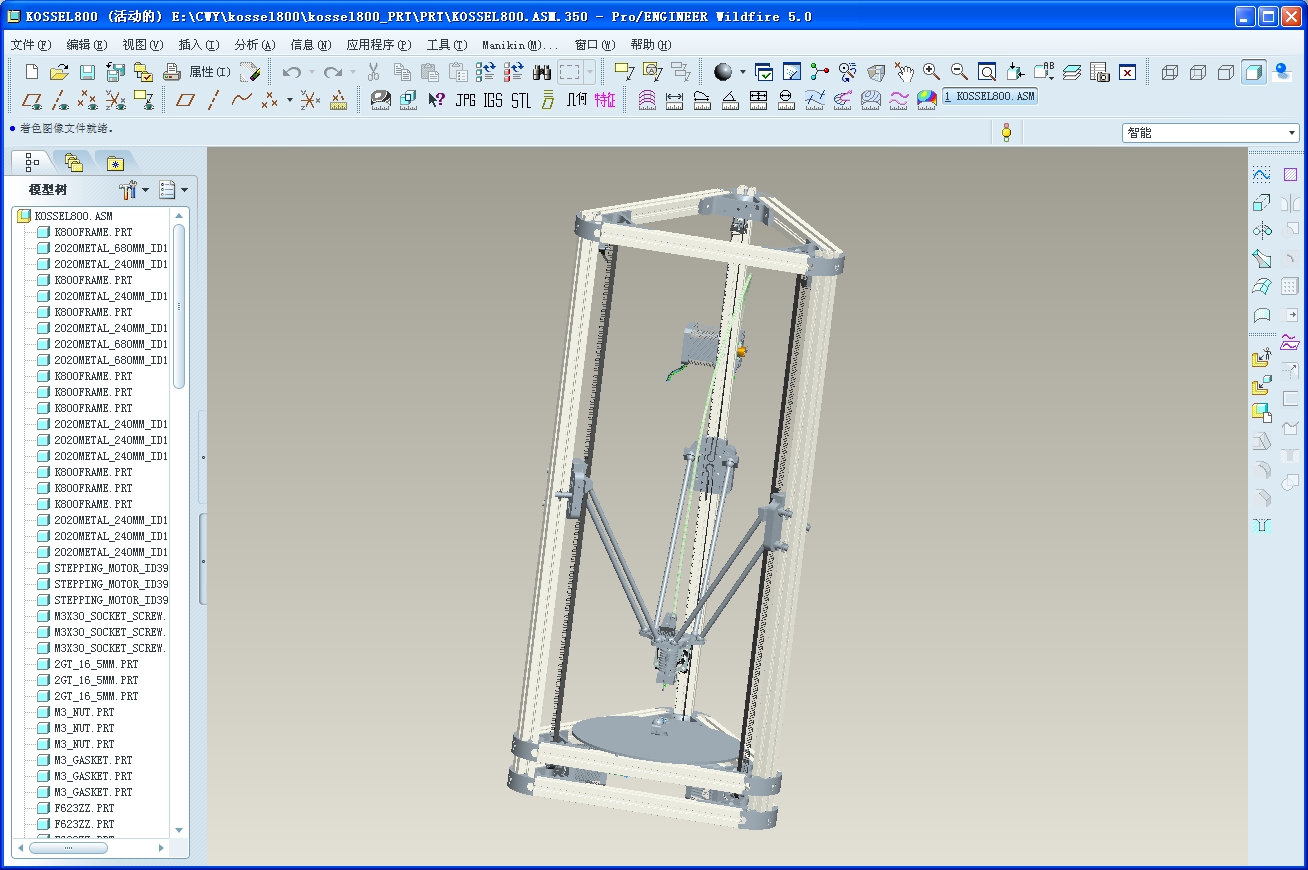 KOSSEL800 (活动的) E:\CWY\kossel800\kossel800_PRT\PRT\KOSSEL800.ASM.350 - Pro/ENGINEER Wildfire 5.0
文件(F) 编辑(E) 视图(V) 插入(I) 分析(A) 信息(N) 应用程序(P) 工具(T) Manikin(M)... 窗口(W) 帮助(H)
属性(I)
JPG IGS STL 几何 特征 1 KOSSEL800.ASM
着色图像文件就绪.
智能
模型树
KOSSEL800.ASM
K800FRAME.PRT
2020METAL_680MM_ID1
2020METAL_240MM_ID1
K800FRAME.PRT
2020METAL_240MM_ID1
K800FRAME.PRT
2020METAL_240MM_ID1
2020METAL_680MM_ID1
2020METAL_680MM_ID1
K800FRAME.PRT
K800FRAME.PRT
K800FRAME.PRT
2020METAL_240MM_ID1
2020METAL_240MM_ID1
2020METAL_240MM_ID1
K800FRAME.PRT
K800FRAME.PRT
K800FRAME.PRT
2020METAL_240MM_ID1
2020METAL_240MM_ID1
2020METAL_240MM_ID1
STEPPING_MOTOR_ID39
STEPPING_MOTOR_ID39
STEPPING_MOTOR_ID39
M3X30_SOCKET_SCREW.
M3X30_SOCKET_SCREW.
M3X30_SOCKET_SCREW.
2GT_16_5MM.PRT
2GT_16_5MM.PRT
2GT_16_5MM.PRT
M3_NUT.PRT
M3_NUT.PRT
M3_NUT.PRT
M3_GASKET.PRT
M3_GASKET.PRT
M3_GASKET.PRT
F623ZZ.PRT
F623ZZ.PRT